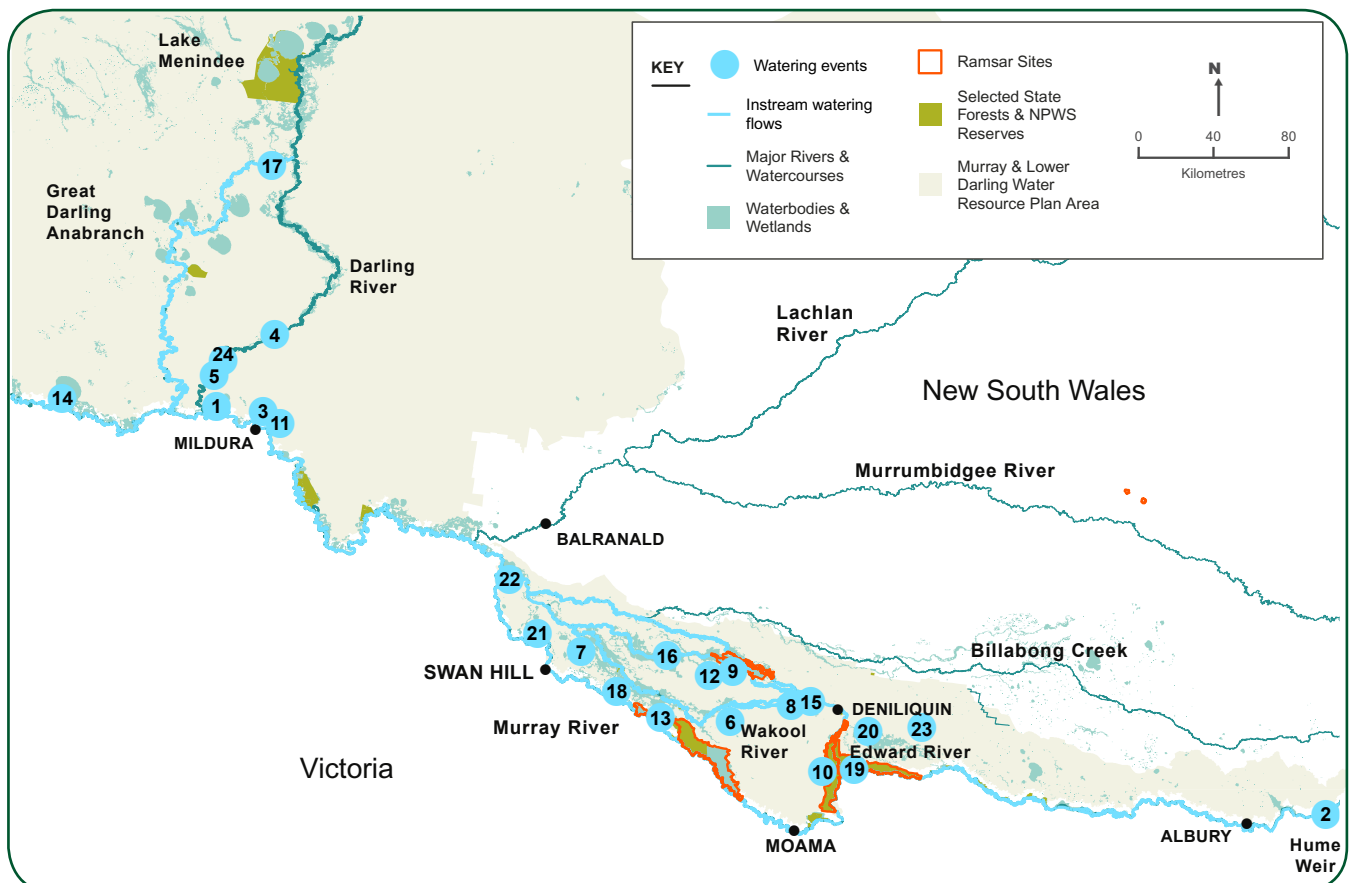 Lake
Menindee
KEY
Watering events
Instream watering
flows
Major Rivers &
Watercourses
Waterbodies &
Wetlands
Ramsar Sites
Selected State
Forests & NPWS
Reserves
Murray & Lower
Darling Water
Resource Plan Area
N
0 40 80
Kilometres
17
Great
Darling
Anabranch
Darling
River
Lachlan
River
4
24
5
New South Wales
14
1
3
11
MILDURA
Murrumbidgee River
BALRANALD
22
21
7
16
12
9
Billabong Creek
SWAN HILL
18
8
15
DENILIQUIN
13
6
Murray River
Wakool
River
20
23
Edward River
Victoria
10
19
2
MOAMA
ALBURY
Hume
Weir